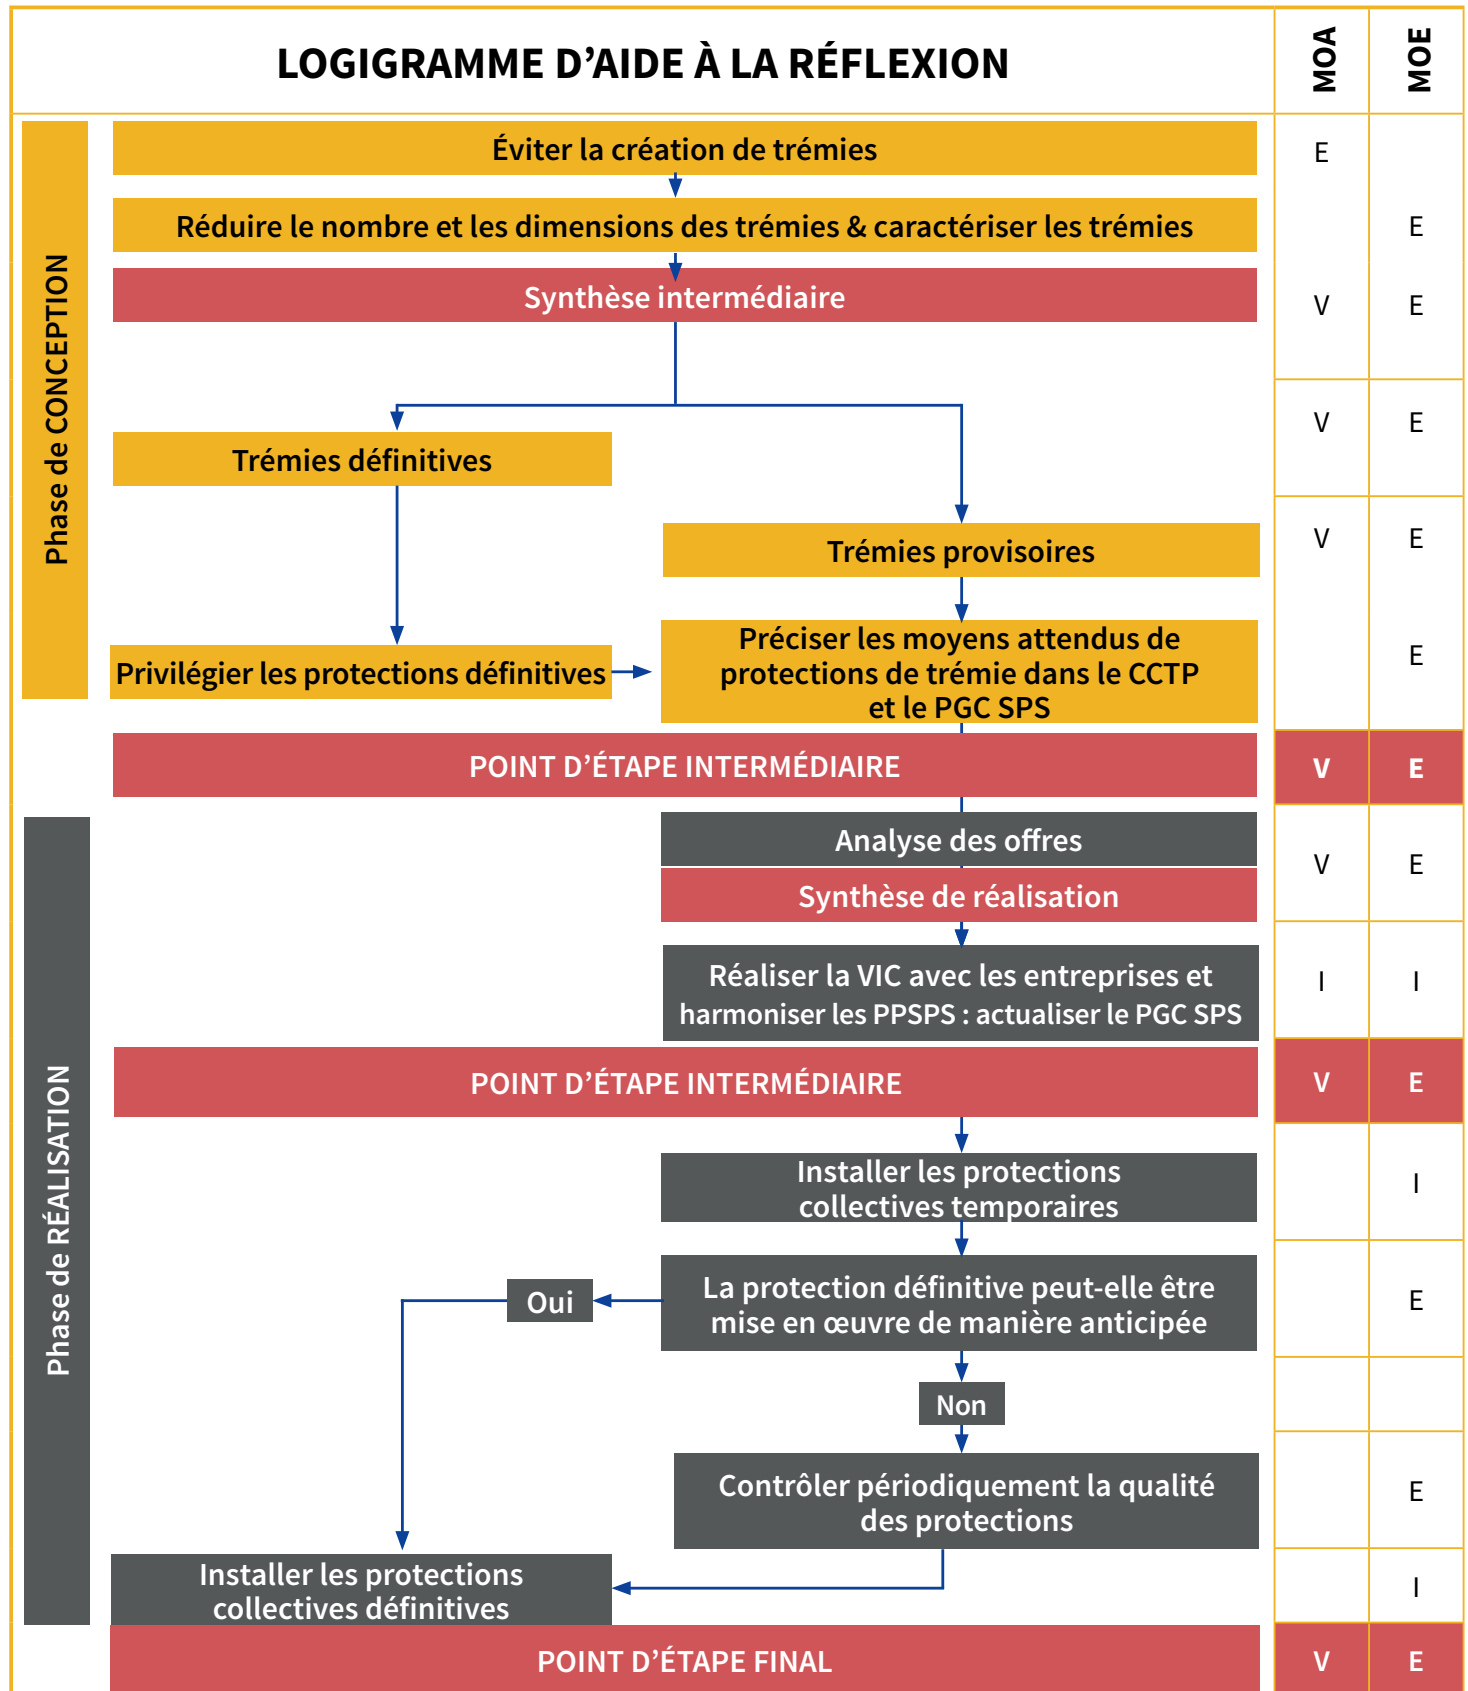 LOGIGRAMME D’AIDE À LA RÉFLEXION
MOA
MOE
Phase de CONCEPTION
Éviter la création de trémies
E
Réduire le nombre et les dimensions des trémies & caractériser les trémies
E
Synthèse intermédiaire
V
E
Trémies définitives
V
E
Trémies provisoires
V
E
Privilégier les protections définitives
Préciser les moyens attendus de
protections de trémie dans le CCTP
et le PGC SPS
E
POINT D’ÉTAPE INTERMÉDIAIRE
V
E
Phase de RÉALISATION
Analyse des offres
Synthèse de réalisation
V
E
Réaliser la VIC avec les entreprises et
harmoniser les PPSPS : actualiser le PGC SPS
I
I
POINT D’ÉTAPE INTERMÉDIAIRE
V
E
Installer les protections
collectives temporaires
I
La protection définitive peut-elle être
mise en œuvre de manière anticipée
E
Oui
Non
Contrôler périodiquement la qualité
des protections
E
Installer les protections
collectives définitives
I
POINT D’ÉTAPE FINAL
V
E